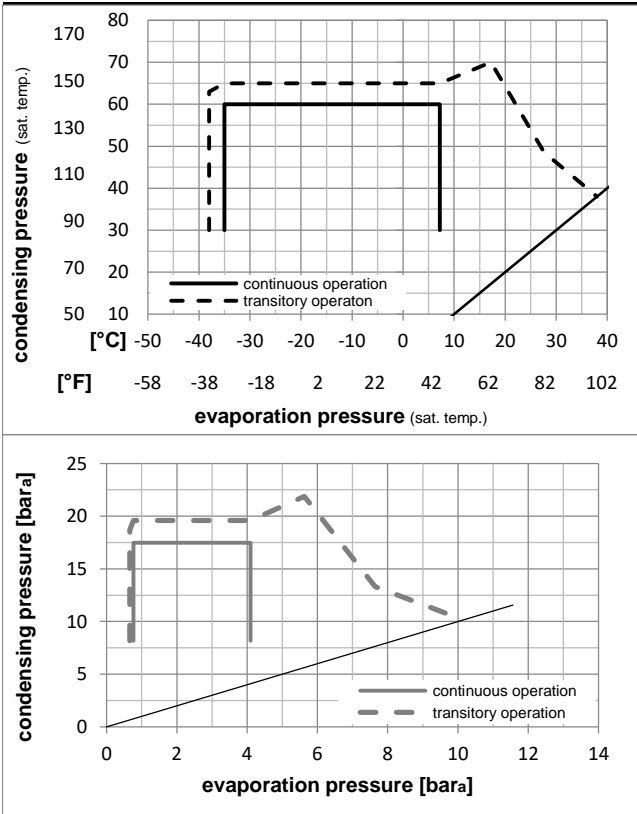 170 80
150 70
130 60
110 50
90 40
70 30
50 20
10
condensing pressure (sat. temp.)
continuous operation
transitory operaton
[°C] -50 -40 -30 -20 -10 0 10 20 30 40
[°F] -58 -38 -18 2 22 42 62 82 102
evaporation pressure (sat. temp.)
condensing pressure [bara]
25
20
15
10
5
0
continuous operation
transitory operation
0 2 4 6 8 10 12 14
evaporation pressure [bara]